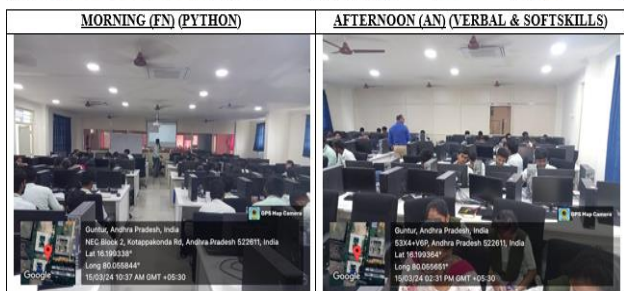 MORNING (FN) (PYTHON)
AFTERNOON (AN) (VERBAL & SOFTSKILLS)
GPS Map Camera
Guntur, Andhra Pradesh, India
NEC Block 2, Kotappakonda Rd, Andhra Pradesh 522611, India
Lat 16.199338°
Long 80.055844°
15/03/24 10:37 AM GMT +05:30
Google
GPS Map Camera
Guntur, Andhra Pradesh, India
53X4+V6P, Andhra Pradesh 522611, India
Lat 16.199364°
Long 80.055651°
15/03/24 02:31 PM GMT +05:30
Google